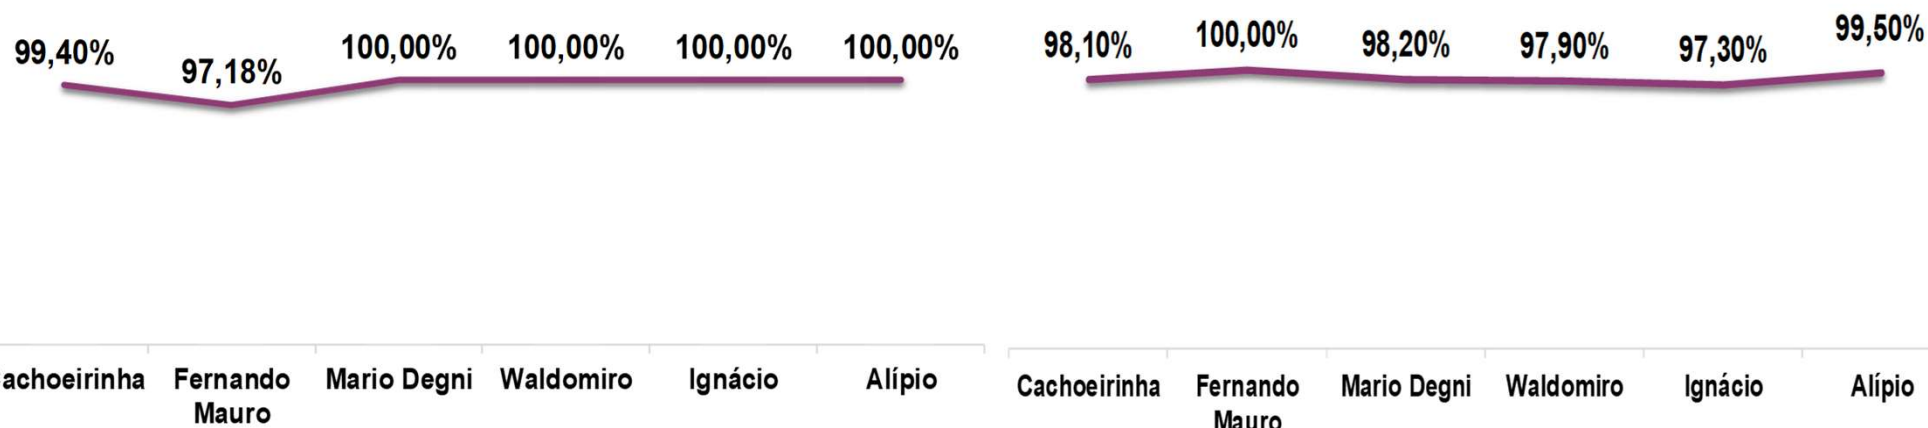 99,40%
97,18%
100,00%
100,00%
100,00%
100,00%
achoeirinha
Fernando
Mauro
Mario Degni
Waldomiro
Ignácio
Alípio
98,10%
100,00%
98,20%
97,90%
97,30%
99,50%
Cachoeirinha
Fernando
Mauro
Mario Degni
Waldomiro
Ignácio
Alípio